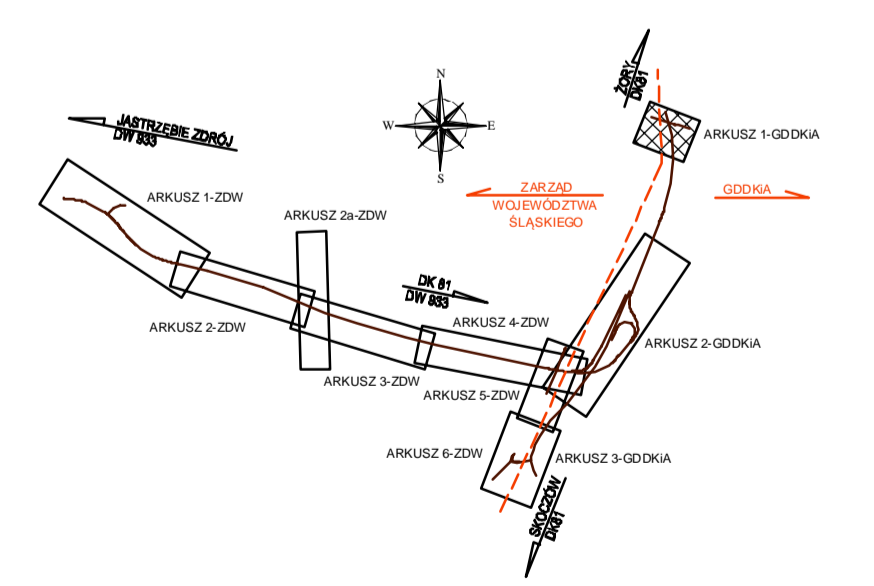 ŻORY
DK81
N
JASTRZĘBIE ZDRÓJ
DW 933
W
E
ARKUSZ 1-GDDKiA
S
ZARZĄD
WOJEWÓDZTWA
ŚLĄSKIEGO
GDDKiA
ARKUSZ 1-ZDW
ARKUSZ 2a-ZDW
DK 81
DW 933
ARKUSZ 2-ZDW
ARKUSZ 4-ZDW
ARKUSZ 2-GDDKiA
ARKUSZ 3-ZDW
ARKUSZ 5-ZDW
ARKUSZ 6-ZDW
ARKUSZ 3-GDDKiA
SKOCZÓW
DK81